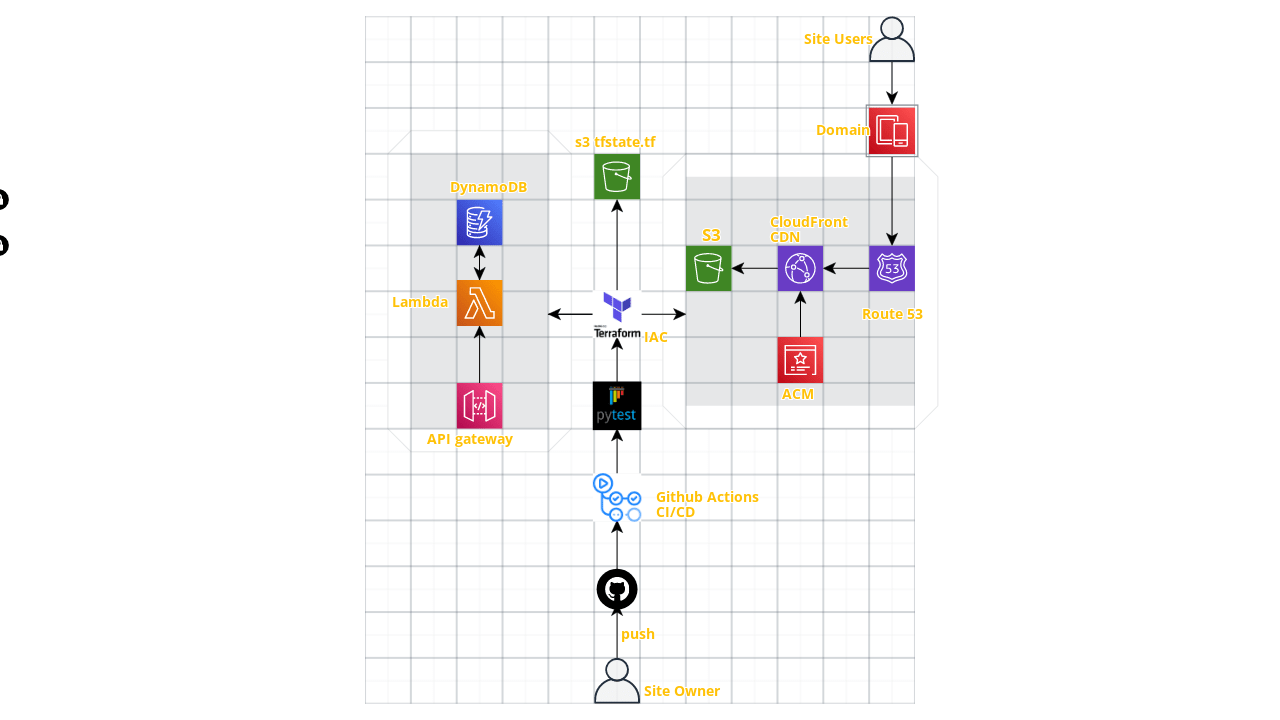 Site Users
Domain
s3 tfstate.tf
DynamoDB
CloudFront
CDN
S3
53
Lambda
Route 53
Terraform
IAC
ACM
pytest
API gateway
Github Actions
CI/CD
push
Site Owner